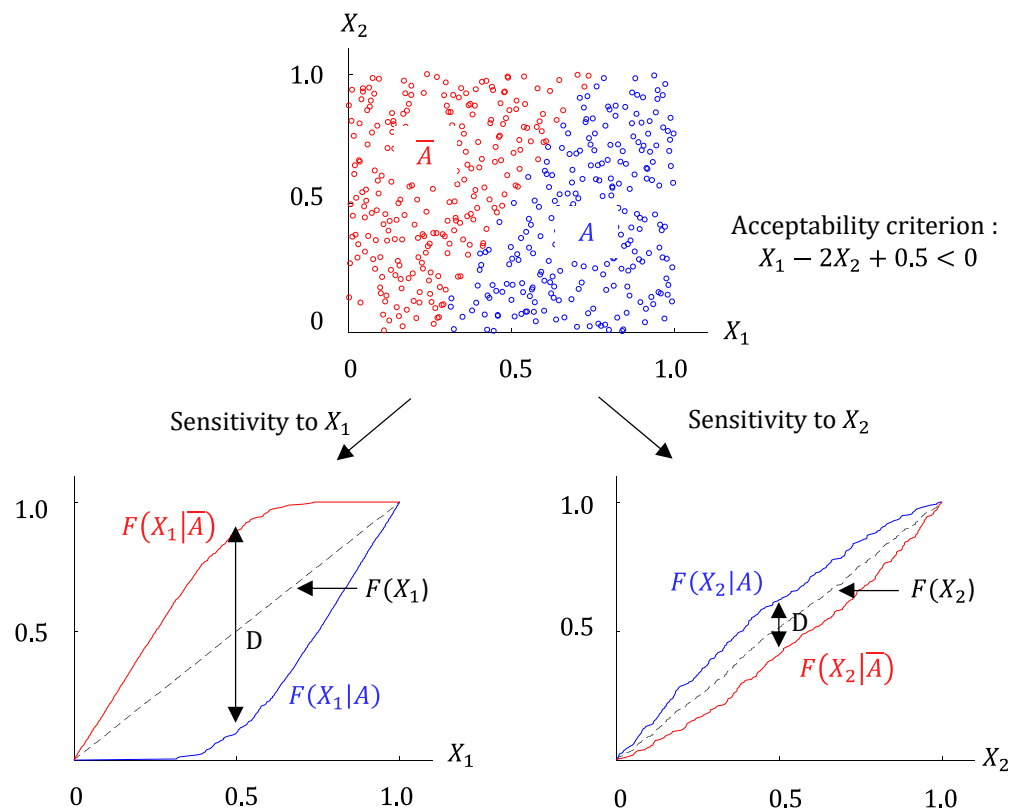 X₂
1.0
0.5
0
A̅
A
X₁
0
0.5
1.0
Acceptability criterion :
X₁ − 2X₂ + 0.5 < 0
Sensitivity to X₁
Sensitivity to X₂
1.0
0.5
F(X₁|A̅)
F(X₁)
D
F(X₁|A)
X₁
0
0.5
1.0
1.0
0.5
F(X₂|A)
F(X₂)
D
F(X₂|A̅)
X₂
0
0.5
1.0